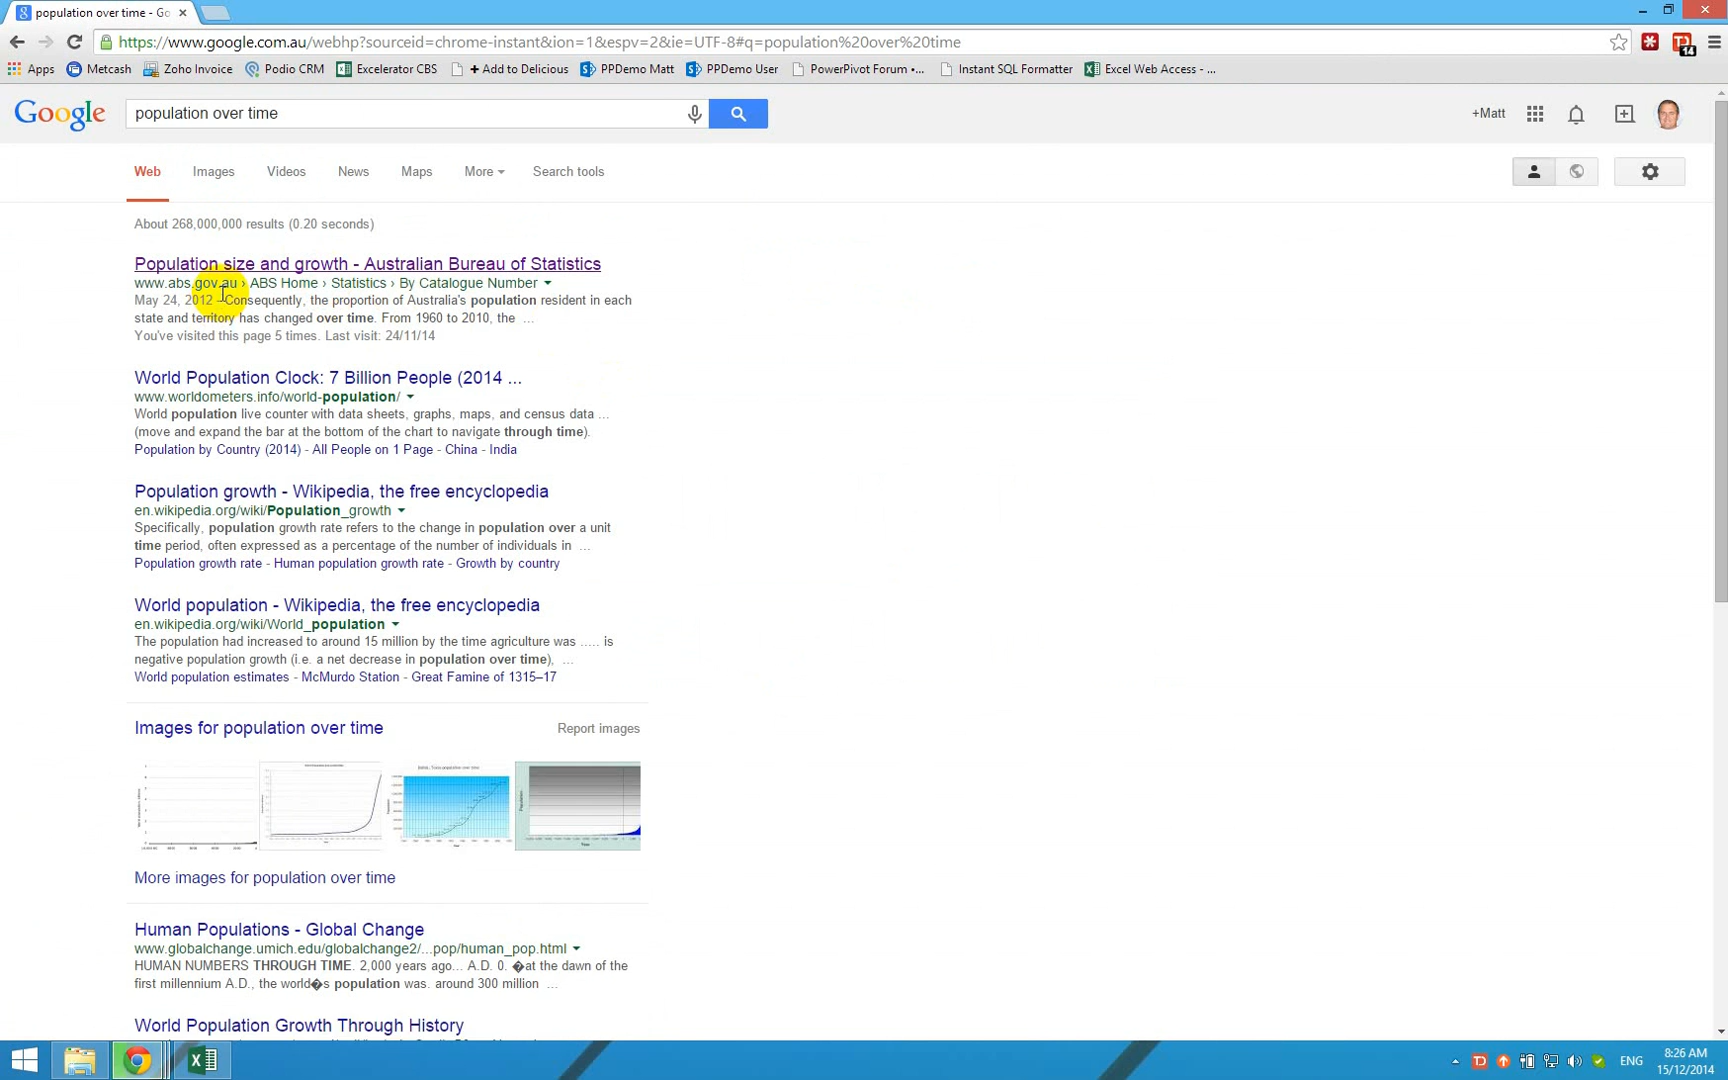 population over time - Go
https://www.google.com.au/webhp?sourceid=chrome-instant&ion=1&espv=2&ie=UTF-8#q=population%20over%20time
14
Apps Metcash Zoho Invoice Podio CRM Excelerator CBS + Add to Delicious PPDemo Matt PPDemo User PowerPivot Forum •... Instant SQL Formatter Excel Web Access - ...
Google population over time +Matt
Web Images Videos News Maps More Search tools
About 268,000,000 results (0.20 seconds)
Population size and growth - Australian Bureau of Statistics
www.abs.gov.au › ABS Home › Statistics › By Catalogue Number
May 24, 2012 - Consequently, the proportion of Australia's population resident in each
state and territory has changed over time. From 1960 to 2010, the ...
You've visited this page 5 times. Last visit: 24/11/14
World Population Clock: 7 Billion People (2014 ...
www.worldometers.info/world-population/
World population live counter with data sheets, graphs, maps, and census data ...
(move and expand the bar at the bottom of the chart to navigate through time).
Population by Country (2014) - All People on 1 Page - China - India
Population growth - Wikipedia, the free encyclopedia
en.wikipedia.org/wiki/Population_growth
Specifically, population growth rate refers to the change in population over a unit
time period, often expressed as a percentage of the number of individuals in ...
Population growth rate - Human population growth rate - Growth by country
World population - Wikipedia, the free encyclopedia
en.wikipedia.org/wiki/World_population
The population had increased to around 15 million by the time agriculture was ..... is
negative population growth (i.e. a net decrease in population over time), ...
World population estimates - McMurdo Station - Great Famine of 1315–17
Images for population over time Report images
More images for population over time
Human Populations - Global Change
www.globalchange.umich.edu/globalchange2/...pop/human_pop.html
HUMAN NUMBERS THROUGH TIME. 2,000 years ago... A.D. 0. �at the dawn of the
first millennium A.D., the world�s population was. around 300 million ...
World Population Growth Through History
ENG
8:26 AM
15/12/2014